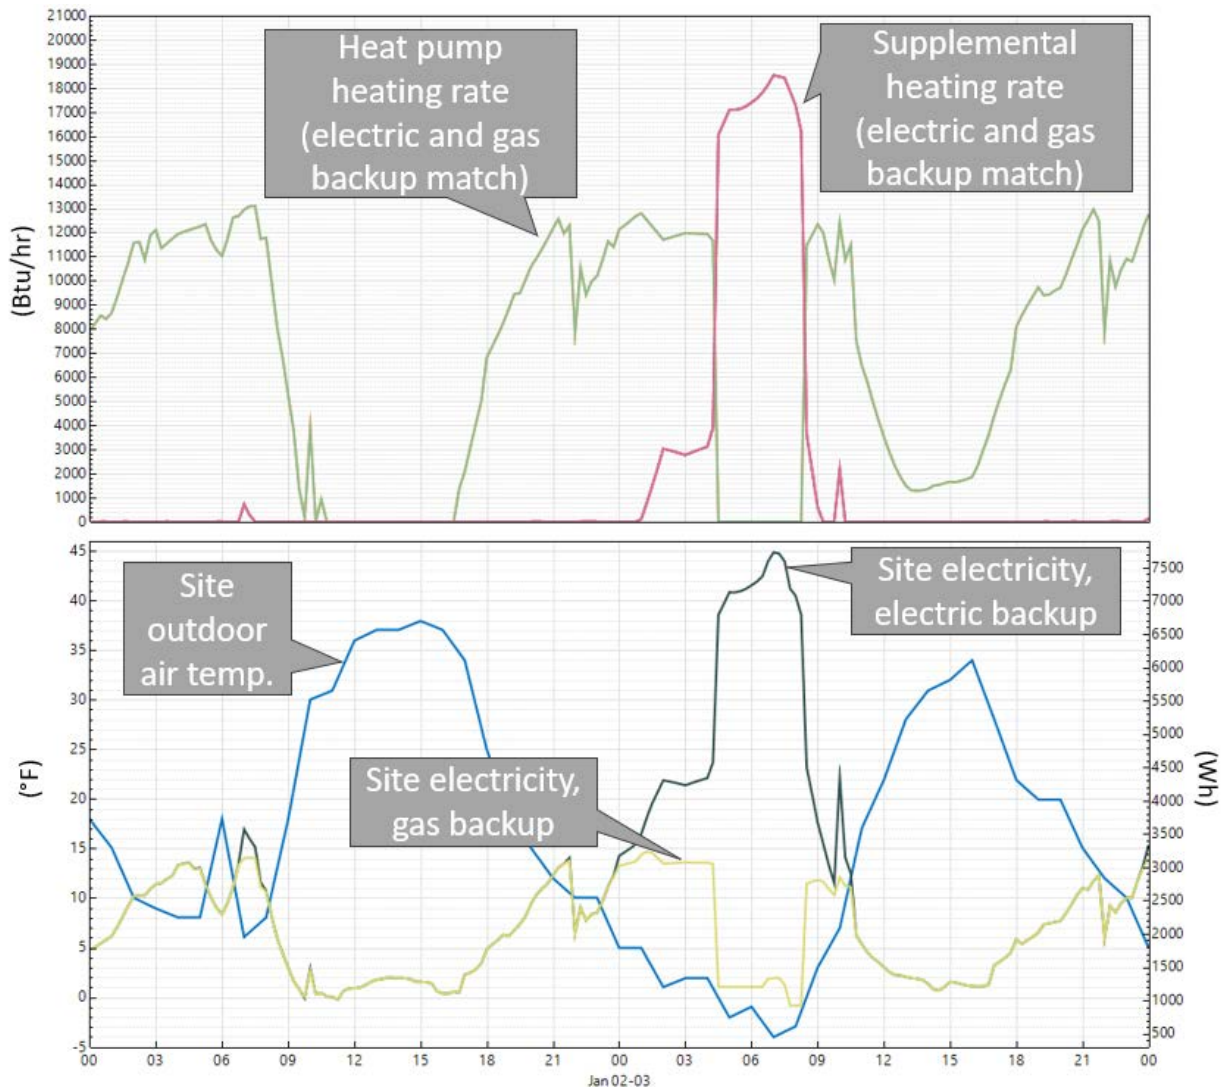 21000
20000
19000
18000
17000
16000
15000
14000
13000
12000
11000
10000
9000
8000
7000
6000
5000
4000
3000
2000
1000
0
(Btu/hr)
Heat pump
heating rate
(electric and gas
backup match)
Supplemental
heating rate
(electric and gas
backup match)
45
40
35
30
25
20
15
10
5
0
-5
(°F)
Site
outdoor
air temp.
Site electricity,
gas backup
Site electricity,
electric backup
7500
7000
6500
6000
5500
5000
4500
4000
3500
3000
2500
2000
1500
1000
500
(Wh)
00 03 06 09 12 15 18 21 00 03 06 09 12 15 18 21 00
Jan 02-03